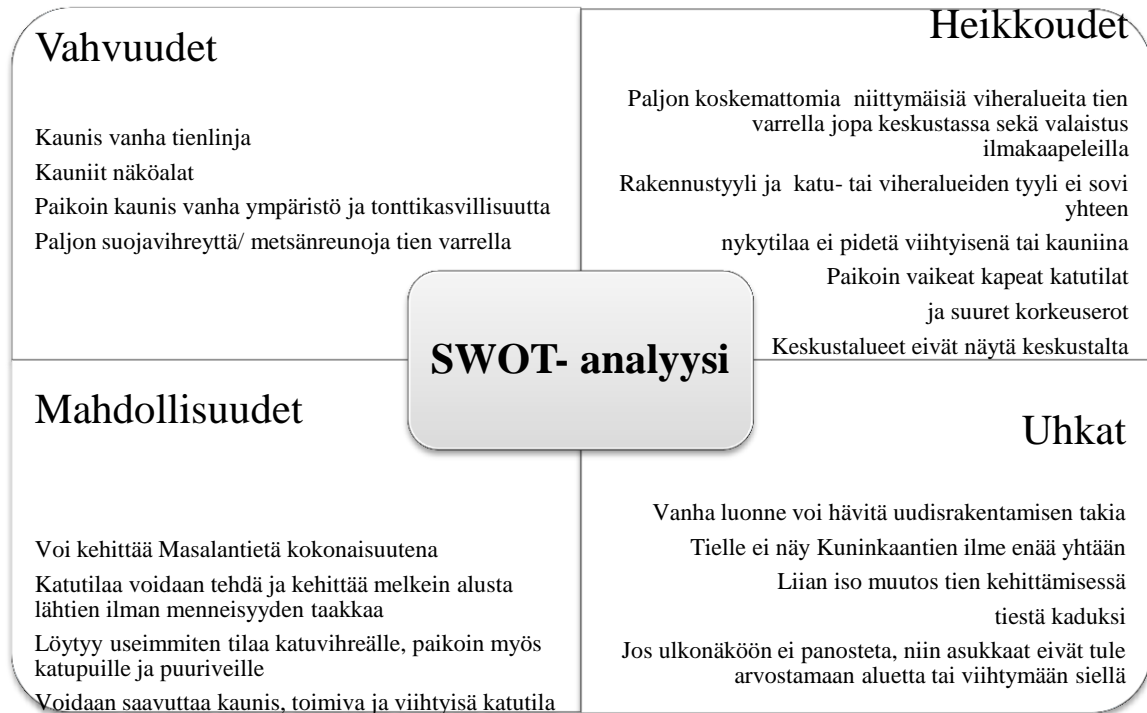 Vahvuudet
Kaunis vanha tienlinja
Kauniit näköalat
Paikoin kaunis vanha ympäristö ja tonttikasvillisuutta
Paljon suojavihreyttä/ metsänreunoja tien varrella
Heikkoudet
Paljon koskemattomia niittymäisiä viheralueita tien
varrella jopa keskustassa sekä valaistus
ilmakaapeleilla
Rakennustyyli ja katu- tai viheralueiden tyyli ei sovi
yhteen
nykytilaa ei pidetä viihtyisenä tai kauniina
Paikoin vaikeat kapeat katutilat
ja suuret korkeuserot
Keskustalueet eivät näytä keskustalta
SWOT- analyysi
Mahdollisuudet
Voi kehittää Masalantietä kokonaisuutena
Katutilaa voidaan tehdä ja kehittää melkein alusta
lähtien ilman menneisyyden taakkaa
Löytyy useimmiten tilaa katuvihreälle, paikoin myös
katupuille ja puuriveille
Voidaan saavuttaa kaunis, toimiva ja viihtyisä katutila
Uhkat
Vanha luonne voi hävitä uudisrakentamisen takia
Tielle ei näy Kuninkaantien ilme enää yhtään
Liian iso muutos tien kehittämisessä
tiestä kaduksi
Jos ulkonäköön ei panosteta, niin asukkaat eivät tule
arvostamaan aluetta tai viihtymään siellä